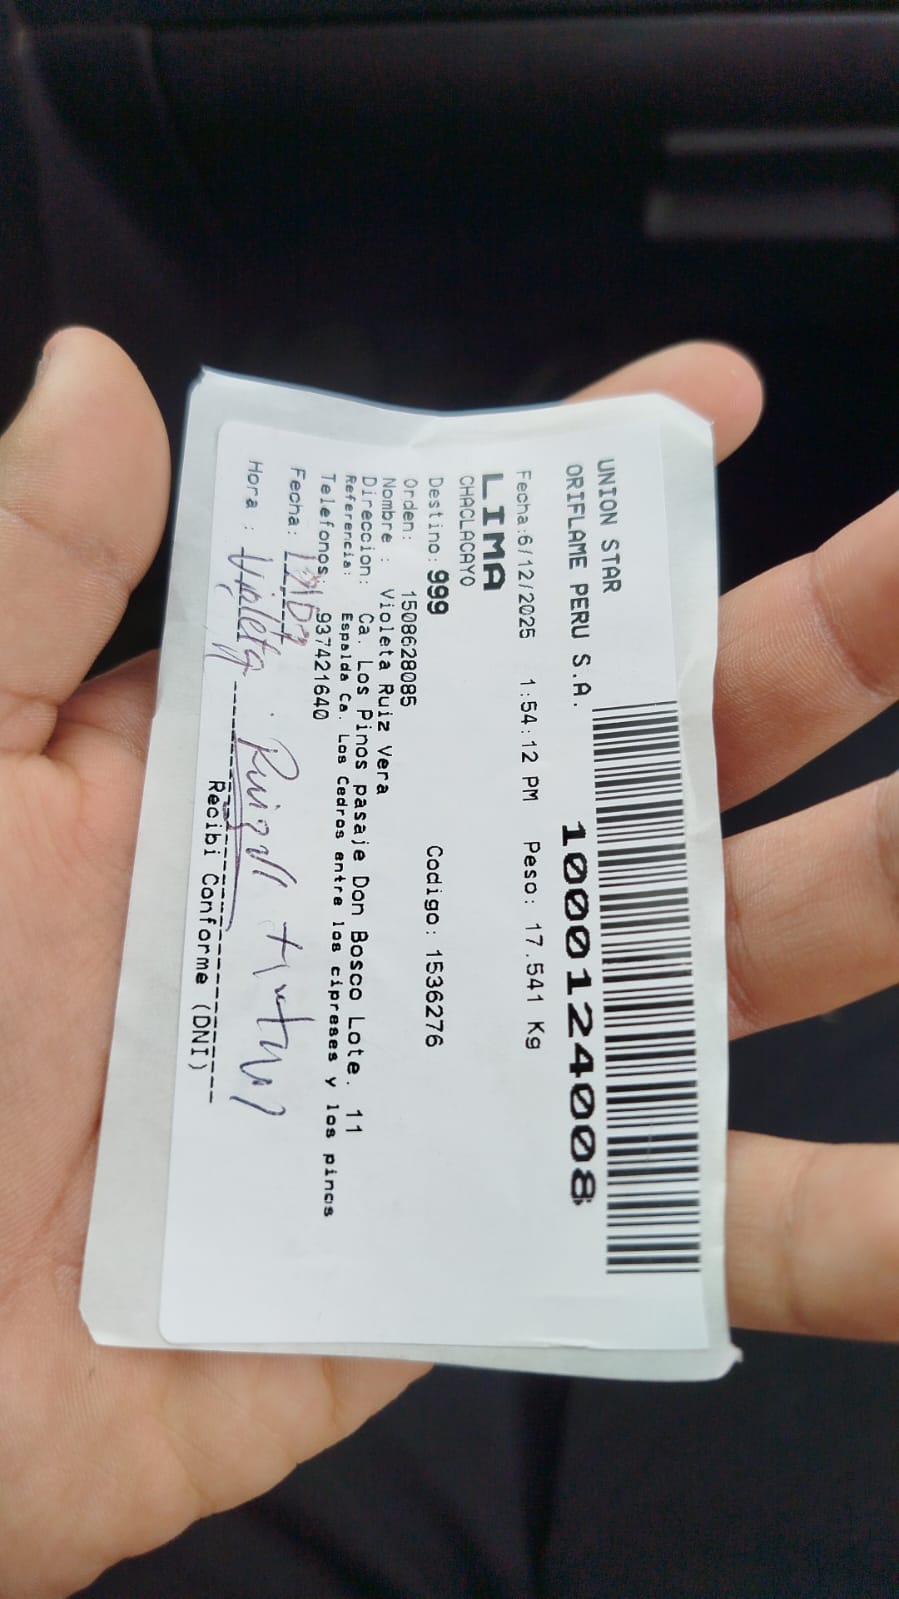 UNION STAR
ORIFLAME PERU S.A.
10001124008
Fecha:6/12/2025 1:54:12 PM Peso: 17.541 Kg
LIMA
CHACLACAYO
Destino: 999 Codigo: 1536276
Orden: 1508628085
Nombre : Violeta Ruiz Vera
Direccion: Ca. Los Pinos pasaje Don Bosco Lote. 11
Referencia: Espalda Ca. Los Cedros entre los cipreses y los pinos
Telefonos: 937421640
Fecha:
Hora : Violeta
Recibi Conforme (DNI)